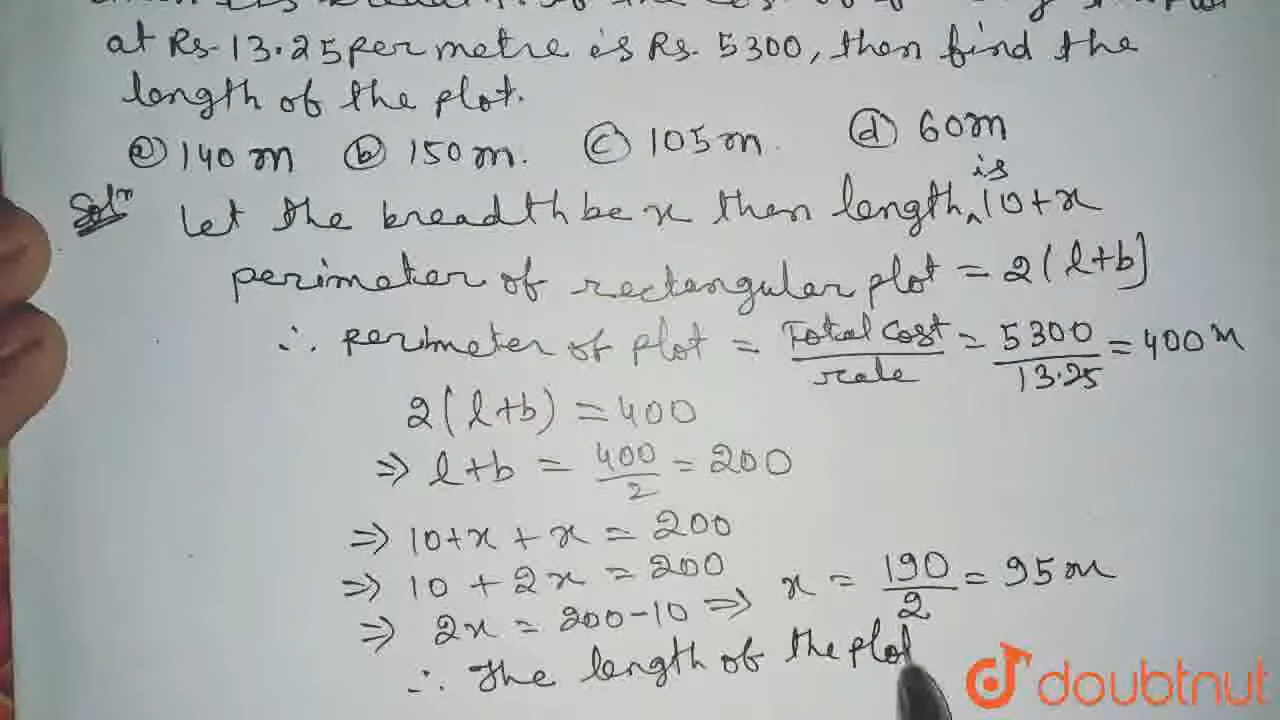 at Rs. 13.25 per metre is Rs. 5300, then find the
length of the plot.
(a) 140 m (b) 150 m. (c) 105 m. (d) 60 m
Solⁿ Let the breadth be x then length ‸is 10+x
perimeter of rectangular plot = 2(l+b]
∴ perimeter of plot = Total cost/rate = 5300/13.25 = 400 m
2(l+b) = 400
⇒ l+b = 400/2 = 200
⇒ 10+x + x = 200
⇒ 10 + 2x = 200
⇒ 2x = 200-10 ⇒ x = 190/2 = 95 m
∴ The length of the plot
doubtnut